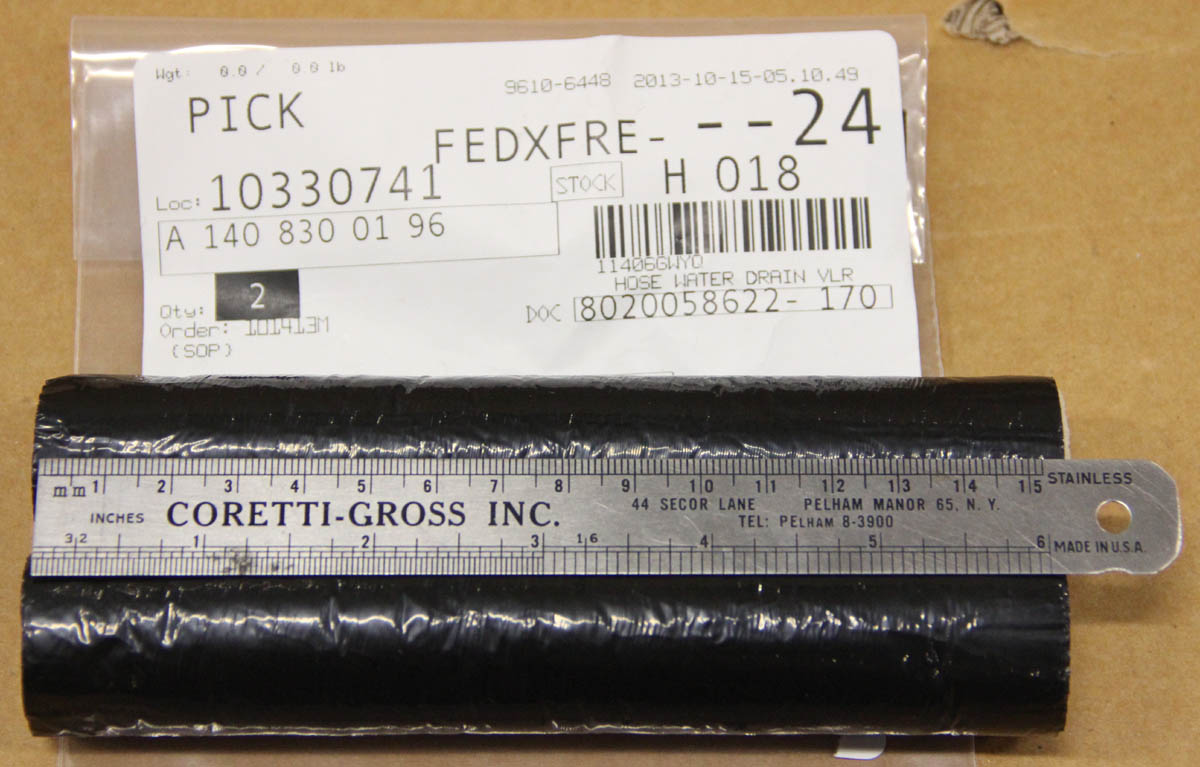 Wgt: 0.0 / 0.0 lb
9610-6448 2013-10-15-05.10.49
PICK
FEDXFRE- --24
Loc: 10330741
STOCK H 018
A 140 830 01 96
11406GWYO
HOSE WATER DRAIN VLR
Qty: 2
DOC 8020058622- 170
Order: 101413M
(SOP)
mm 1 2 3 4 5 6 7 8 9 10 11 12 13 14 15 STAINLESS
INCHES CORETTI-GROSS INC. 44 SECOR LANE PELHAM MANOR 65, N. Y.
TEL: PELHAM 8-3900
32 1 2 3 16 4 5 6 MADE IN U.S.A.